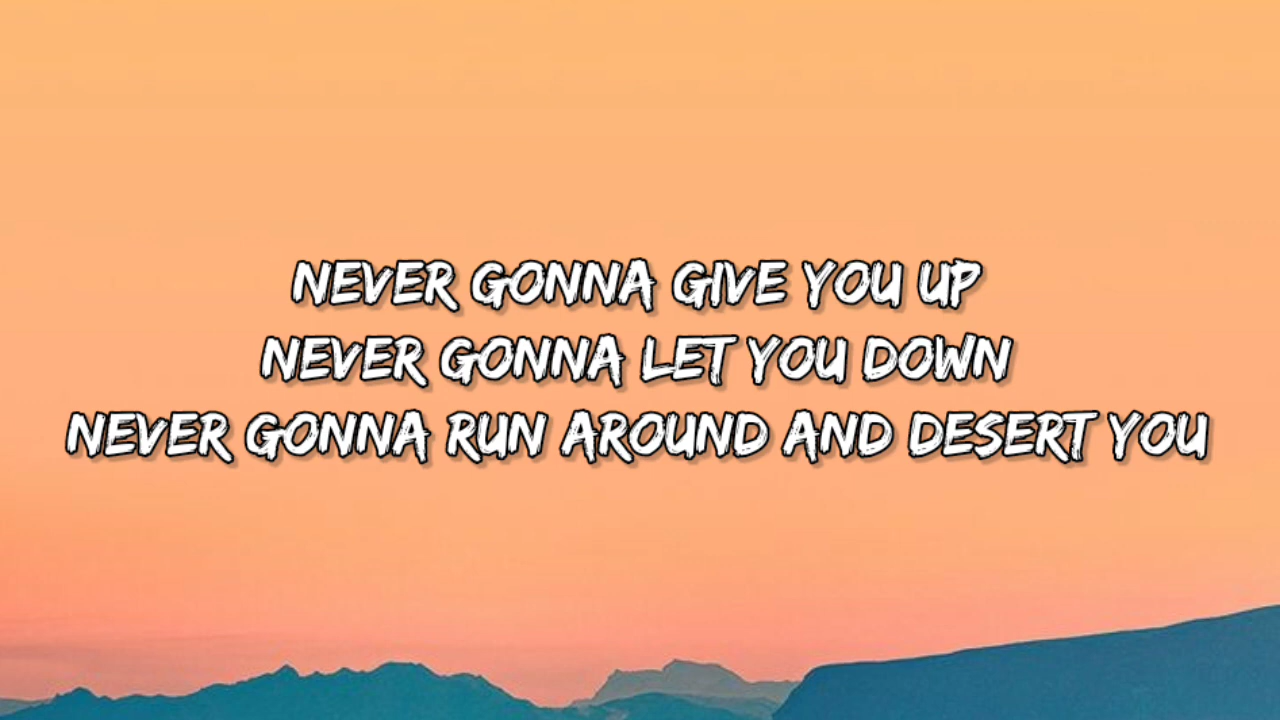 NEVER GONNA GIVE YOU UP
NEVER GONNA LET YOU DOWN
NEVER GONNA RUN AROUND AND DESERT YOU